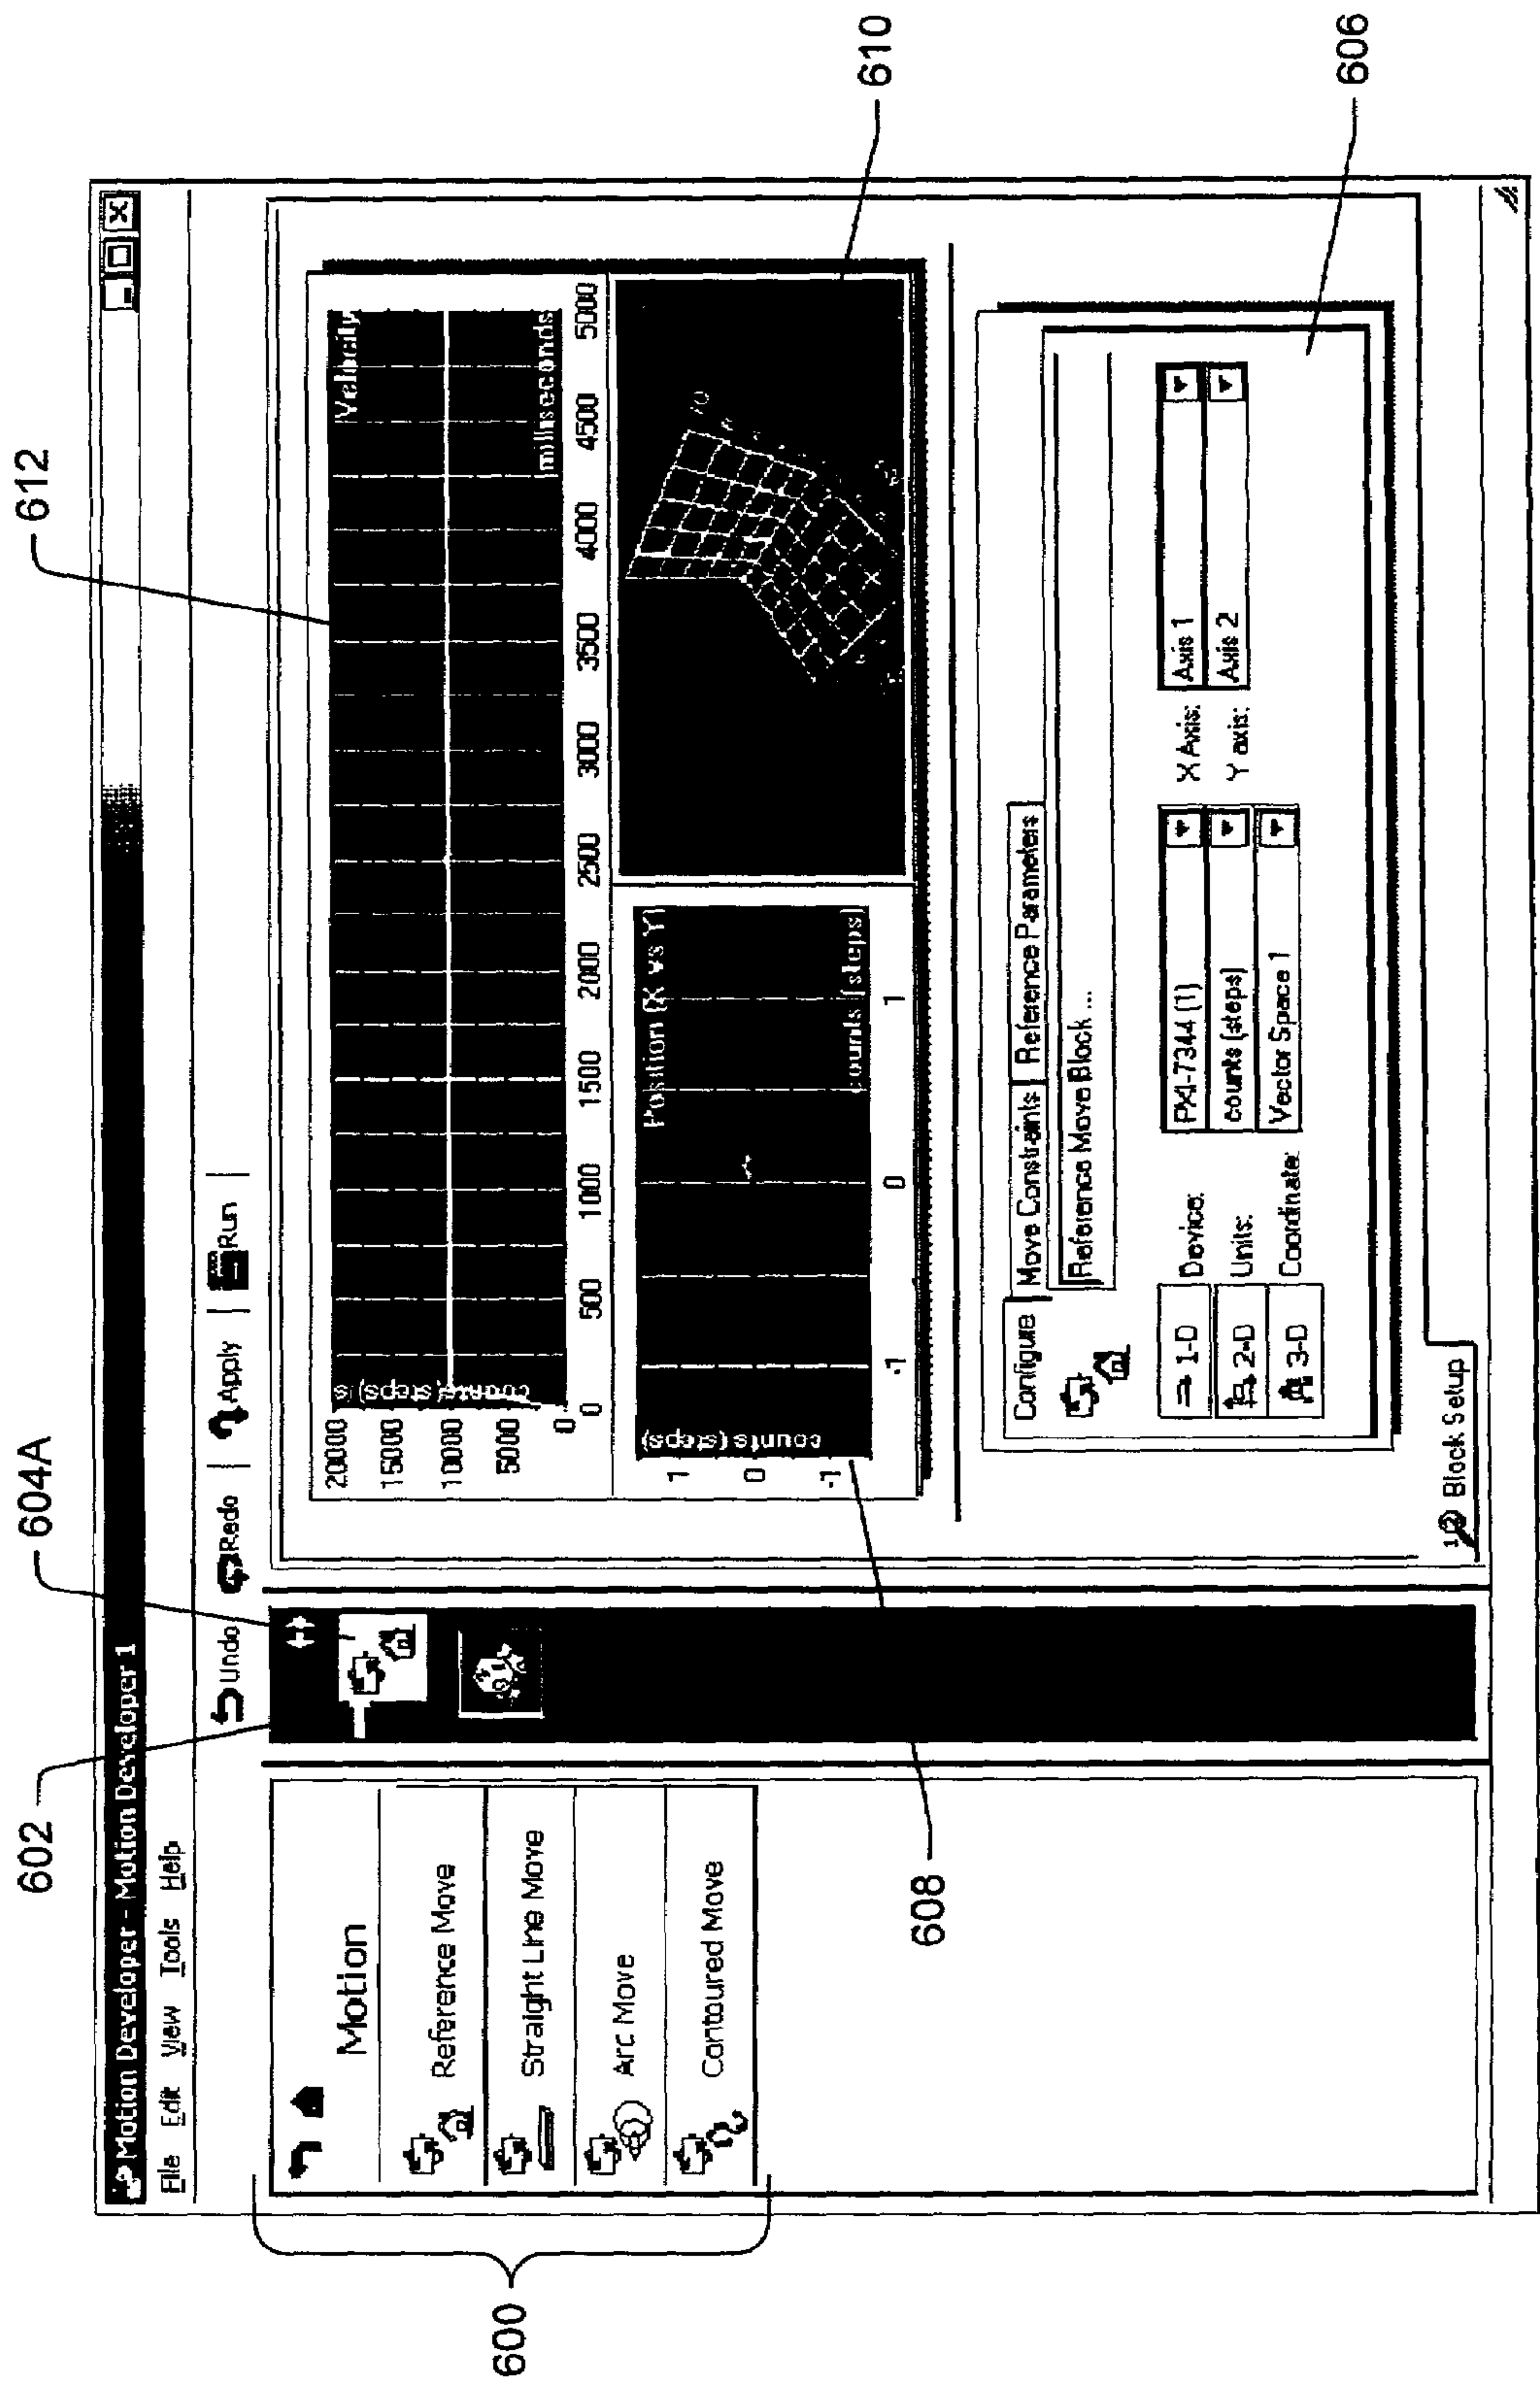 Motion Developer - Motion Developer 1
File Edit View Tools Help
Undo Redo Apply Run
Motion
Reference Move
Straight Line Move
Arc Move
Contoured Move
600
602
604A
612
20000
15000
10000
5000
0
counts(steps)/s
Velocity
milliseconds
0 500 1000 1500 2000 2500 3000 3500 4000 4500 5000
1
0
-1
counts(steps)
Position (X vs Y)
counts (steps)
-1 0 1
10
608
610
Configure Move Constraints Reference Parameters
Reference Move Block ...
1-D
2-D
3-D
Device: PXI-7344 (1)
Units: counts (steps)
Coordinate: Vector Space 1
X Axis: Axis 1
Y axis: Axis 2
606
Block Setup